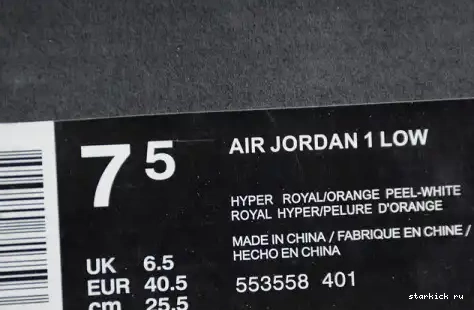 7 5
AIR JORDAN 1 LOW
HYPER ROYAL/ORANGE PEEL-WHITE
ROYAL HYPER/PELURE D'ORANGE
MADE IN CHINA / FABRIQUE EN CHINE /
HECHO EN CHINA
553558 401
UK 6.5
EUR 40.5
cm 25.5
starkick ru